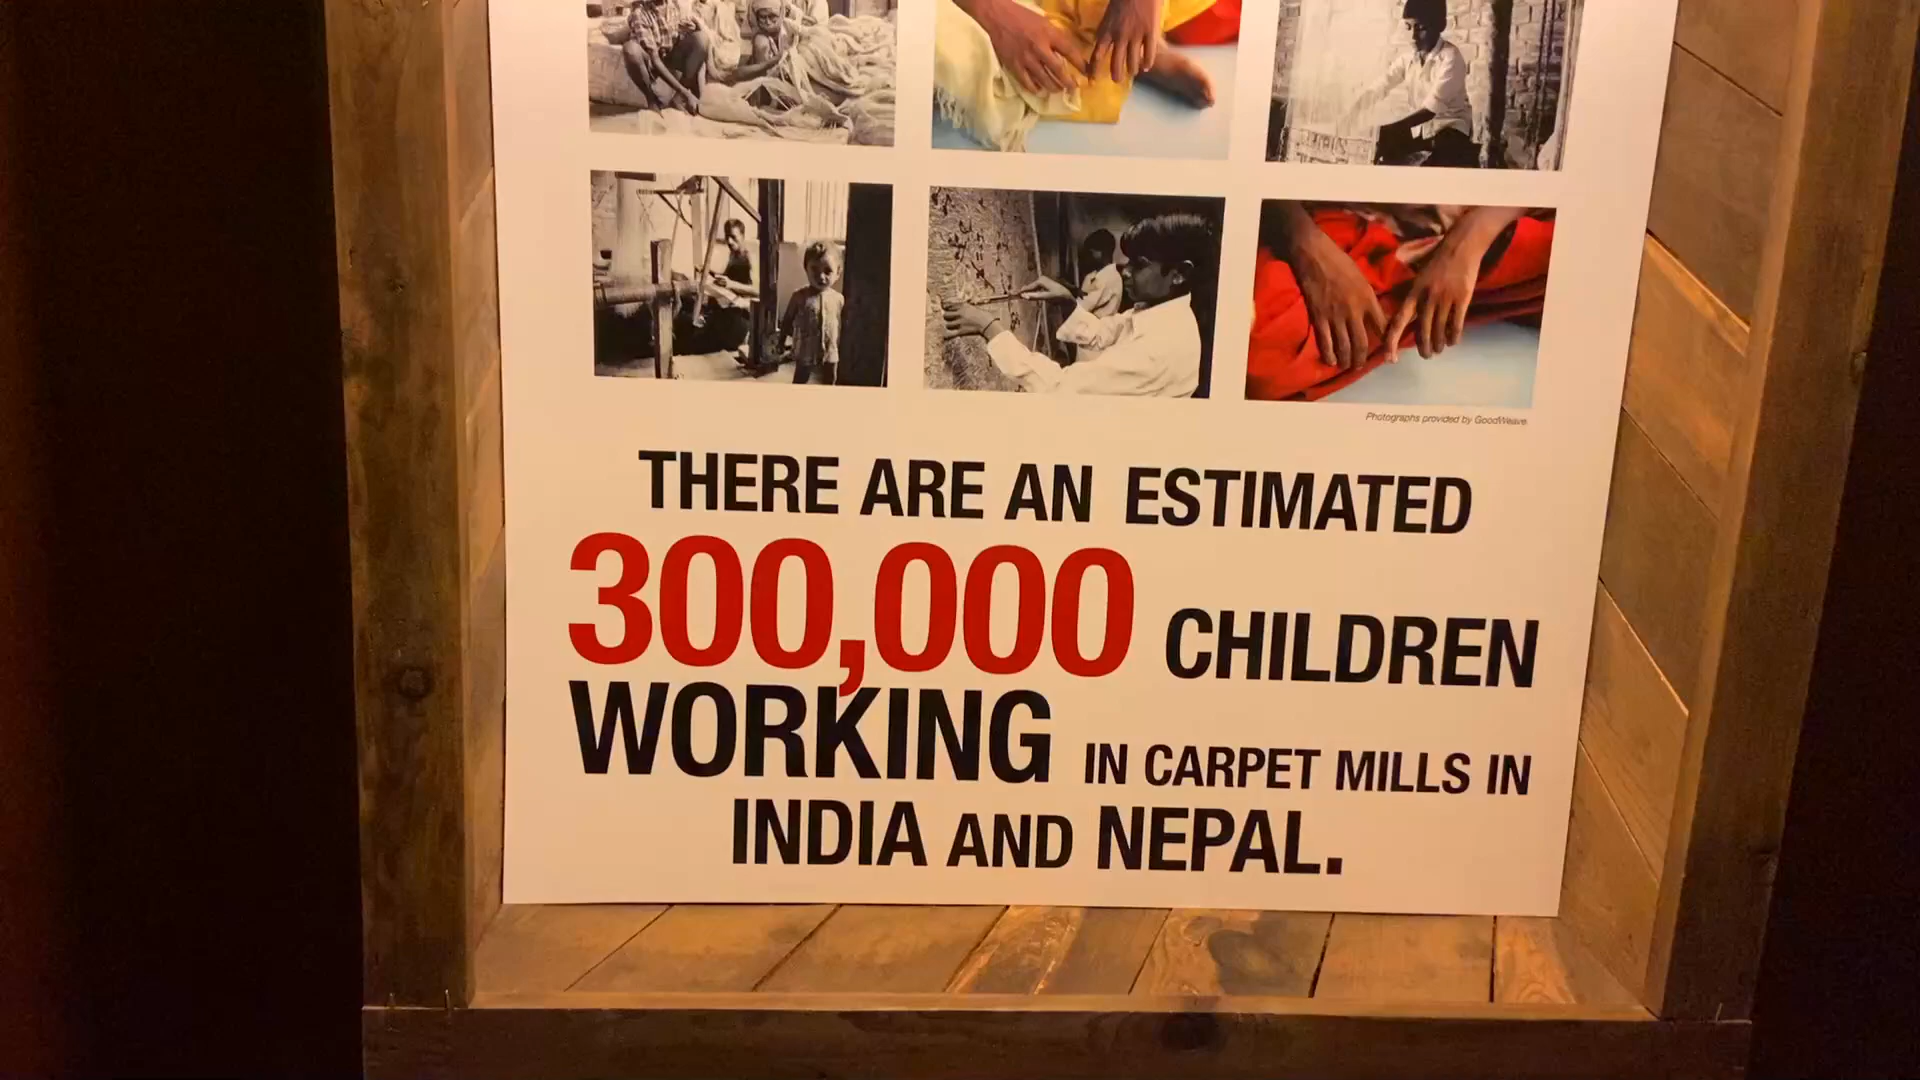 Photographs provided by GoodWeave.
THERE ARE AN ESTIMATED
300,000 CHILDREN
WORKING IN CARPET MILLS IN
INDIA AND NEPAL.